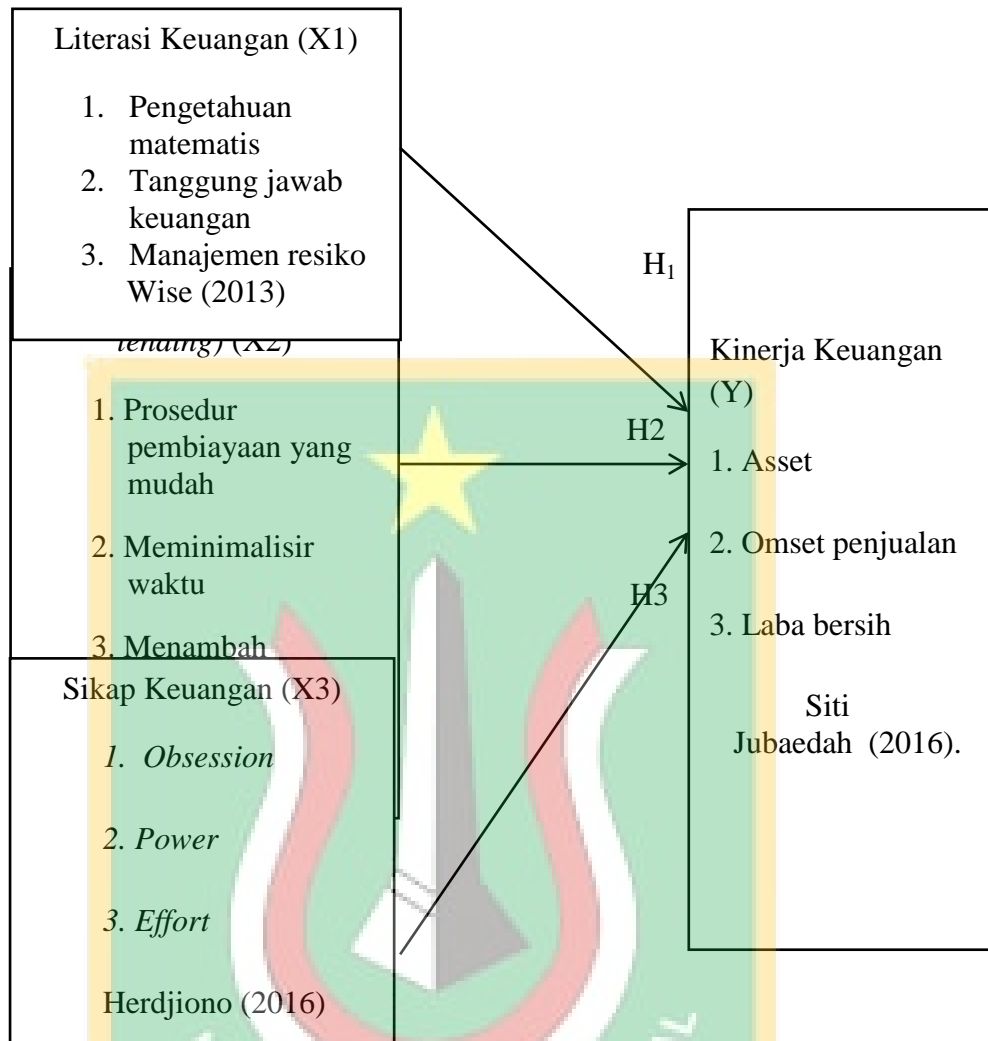 Literasi Keuangan (X1)
1. Pengetahuan
matematis
2. Tanggung jawab
keuangan
3. Manajemen resiko
Wise (2013)
lending) (X2)
1. Prosedur
pembiayaan yang
mudah
2. Meminimalisir
waktu
3. Menambah
Sikap Keuangan (X3)
1. Obsession
2. Power
3. Effort
Herdjiono (2016)
H1
H2
H3
Kinerja Keuangan
(Y)
1. Asset
2. Omset penjualan
3. Laba bersih
Siti
Jubaedah (2016).